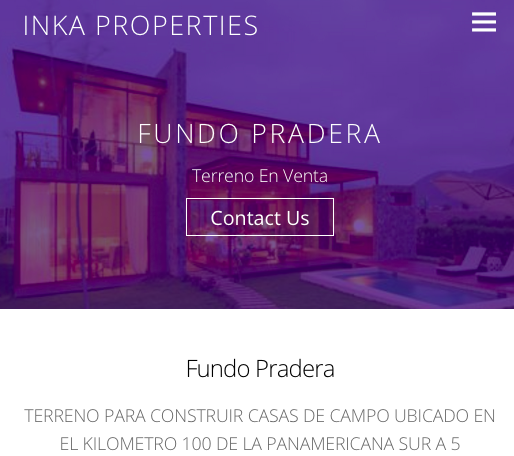 INKA PROPERTIES
FUNDO PRADERA
Terreno En Venta
Contact Us
Fundo Pradera
TERRENO PARA CONSTRUIR CASAS DE CAMPO UBICADO EN
EL KILOMETRO 100 DE LA PANAMERICANA SUR A 5